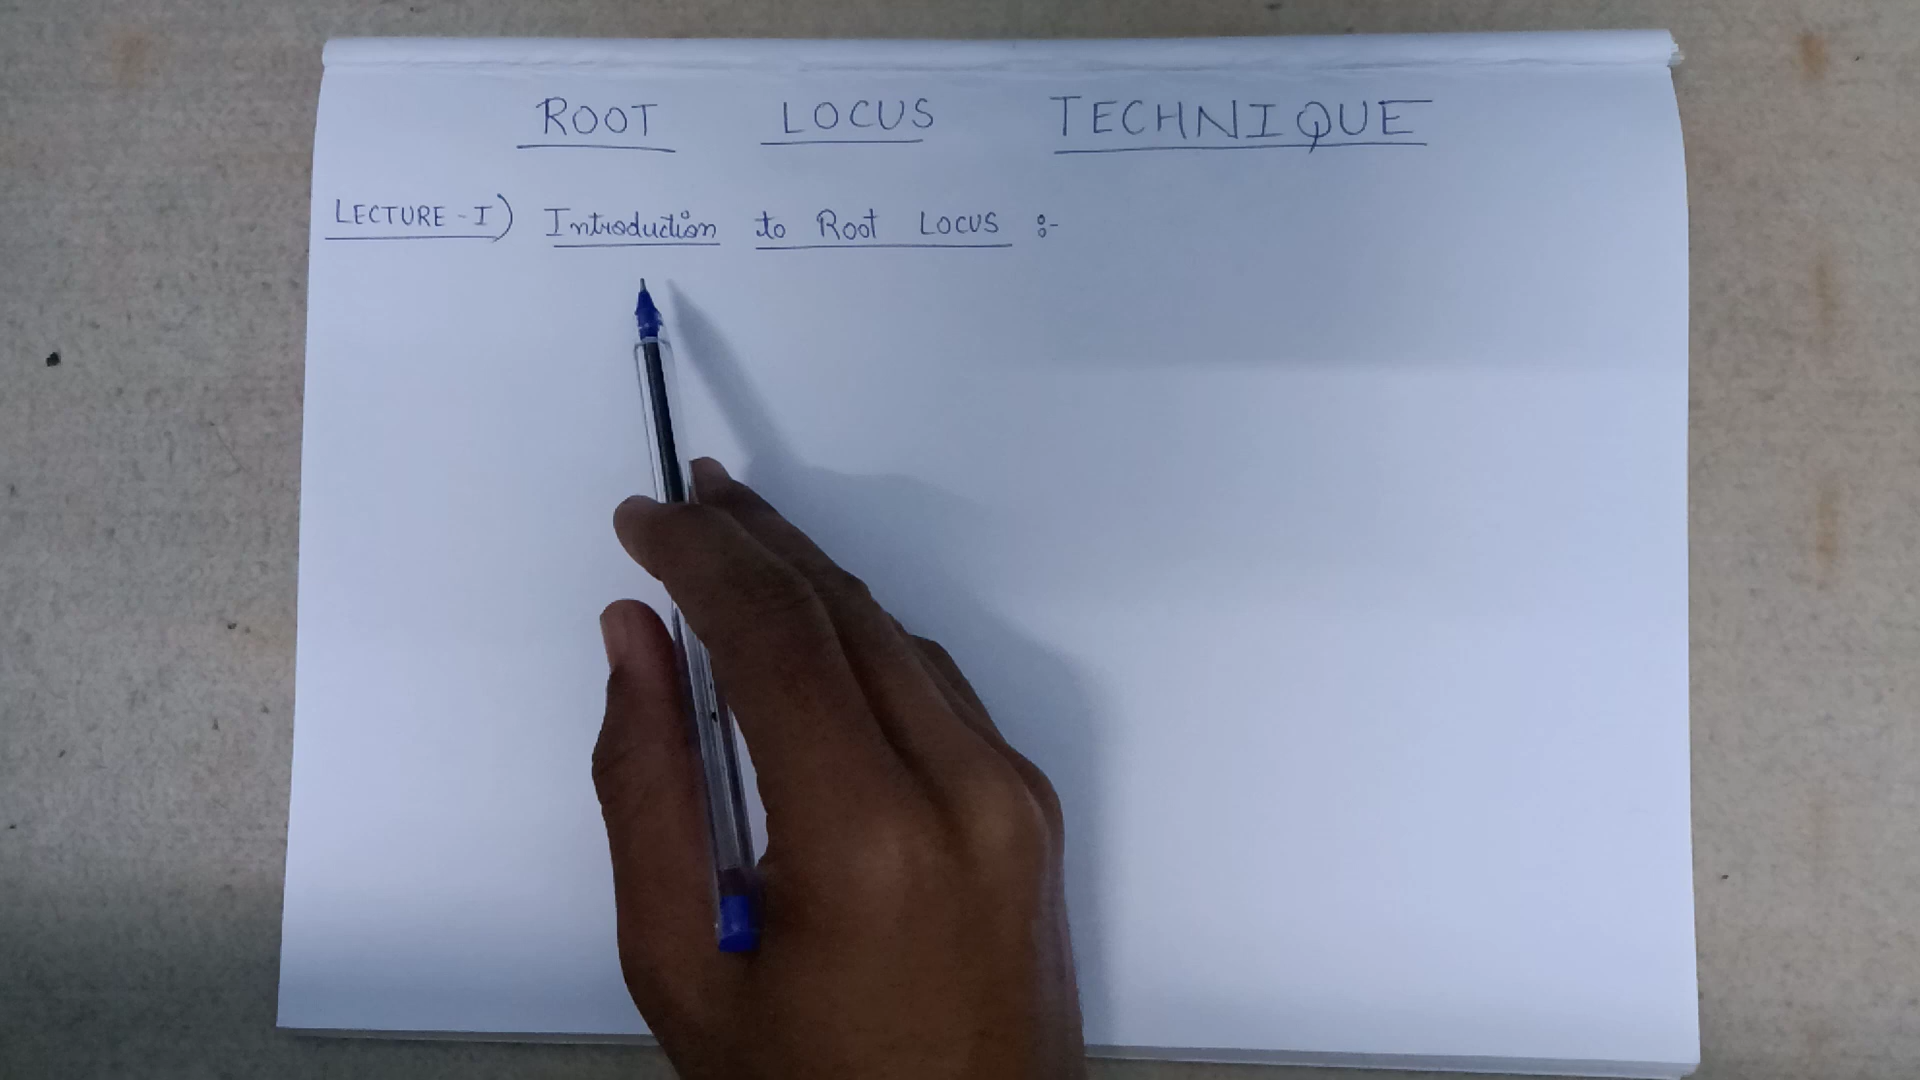 ROOT LOCUS TECHNIQUE
LECTURE - I) Introduction to Root LOCUS :-